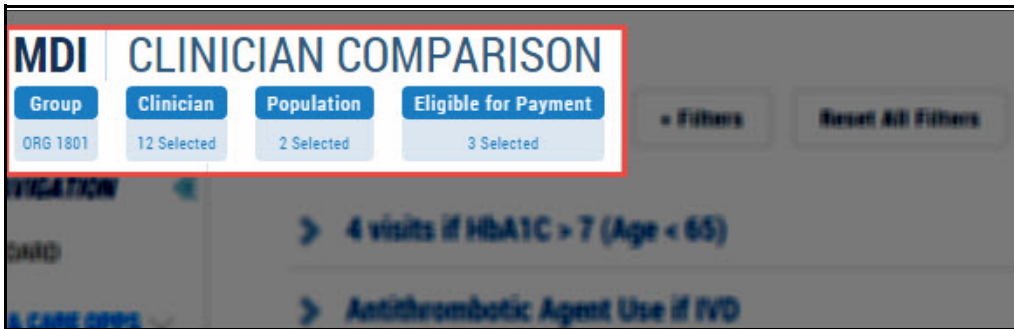 MDI CLINICIAN COMPARISON
Group Clinician Population Eligible for Payment
ORG 1801 12 Selected 2 Selected 3 Selected
+ Filters Reset All Filters
4 visits if HbA1C > 7 (Age < 65)
Antithrombotic Agent Use if IVD